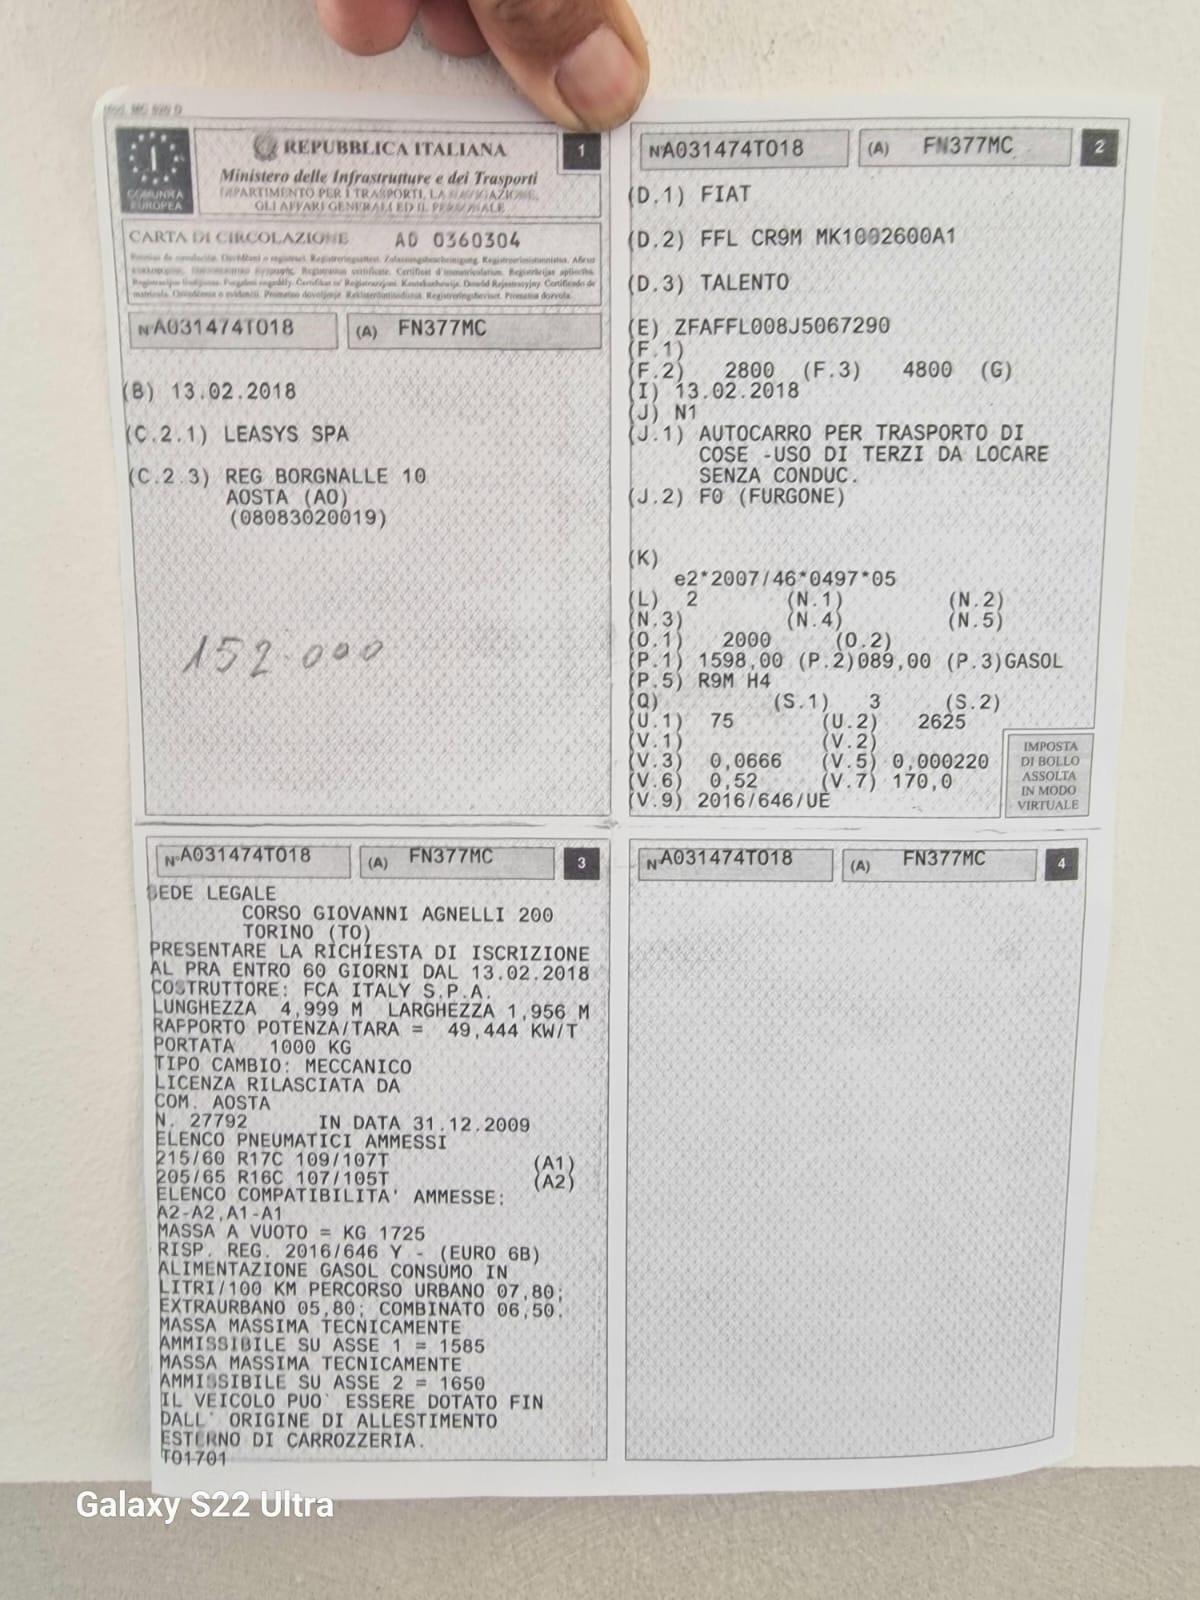 REPUBBLICA ITALIANA
1
Ministero delle Infrastrutture e dei Trasporti
DIPARTIMENTO PER I TRASPORTI, LA NAVIGAZIONE,
GLI AFFARI GENERALI ED IL PERSONALE
COMUNITÀ
EUROPEA
CARTA DI CIRCOLAZIONE AD 0360304
N°A031474TO18 (A) FN377MC
(B) 13.02.2018
(C.2.1) LEASYS SPA
(C.2.3) REG BORGNALLE 10
AOSTA (AO)
(08083020019)
152.000
N°A031474TO18 (A) FN377MC 2
(D.1) FIAT
(D.2) FFL CR9M MK1002600A1
(D.3) TALENTO
(E) ZFAFFL008J5067290
(F.1)
(F.2) 2800 (F.3) 4800 (G)
(I) 13.02.2018
(J) N1
(J.1) AUTOCARRO PER TRASPORTO DI
COSE -USO DI TERZI DA LOCARE
SENZA CONDUC.
(J.2) F0 (FURGONE)
(K)
e2*2007/46*0497*05
(L) 2 (N.1) (N.2)
(N.3) (N.4) (N.5)
(O.1) 2000 (O.2)
(P.1) 1598,00 (P.2)089,00 (P.3)GASOL
(P.5) R9M H4
(Q) (S.1) 3 (S.2)
(U.1) 75 (U.2) 2625
(V.1) (V.2)
(V.3) 0,0666 (V.5) 0,000220
(V.6) 0,52 (V.7) 170,0
(V.9) 2016/646/UE
IMPOSTA
DI BOLLO
ASSOLTA
IN MODO
VIRTUALE
N°A031474TO18 (A) FN377MC 3
SEDE LEGALE
CORSO GIOVANNI AGNELLI 200
TORINO (TO)
PRESENTARE LA RICHIESTA DI ISCRIZIONE
AL PRA ENTRO 60 GIORNI DAL 13.02.2018
COSTRUTTORE: FCA ITALY S.P.A.
LUNGHEZZA 4,999 M LARGHEZZA 1,956 M
RAPPORTO POTENZA/TARA = 49,444 KW/T
PORTATA 1000 KG
TIPO CAMBIO: MECCANICO
LICENZA RILASCIATA DA
COM. AOSTA
N. 27792 IN DATA 31.12.2009
ELENCO PNEUMATICI AMMESSI
215/60 R17C 109/107T (A1)
205/65 R16C 107/105T (A2)
ELENCO COMPATIBILITA' AMMESSE:
A2-A2,A1-A1
MASSA A VUOTO = KG 1725
RISP. REG. 2016/646 Y - (EURO 6B)
ALIMENTAZIONE GASOL CONSUMO IN
LITRI/100 KM PERCORSO URBANO 07,80;
EXTRAURBANO 05,80; COMBINATO 06,50.
MASSA MASSIMA TECNICAMENTE
AMMISSIBILE SU ASSE 1 = 1585
MASSA MASSIMA TECNICAMENTE
AMMISSIBILE SU ASSE 2 = 1650
IL VEICOLO PUO' ESSERE DOTATO FIN
DALL' ORIGINE DI ALLESTIMENTO
ESTERNO DI CARROZZERIA.
TO1701
N°A031474TO18 (A) FN377MC 4
Galaxy S22 Ultra